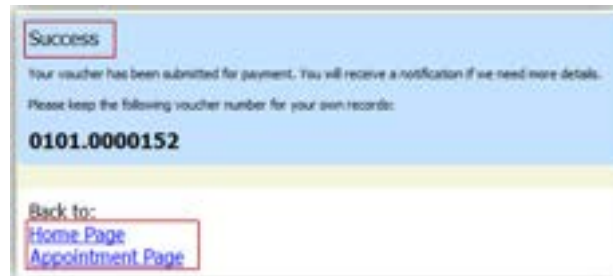 Success
Your voucher has been submitted for payment. You will receive a notification if we need more details.
Please keep the following voucher number for your own records:
0101.0000152
Back to:
Home Page
Appointment Page